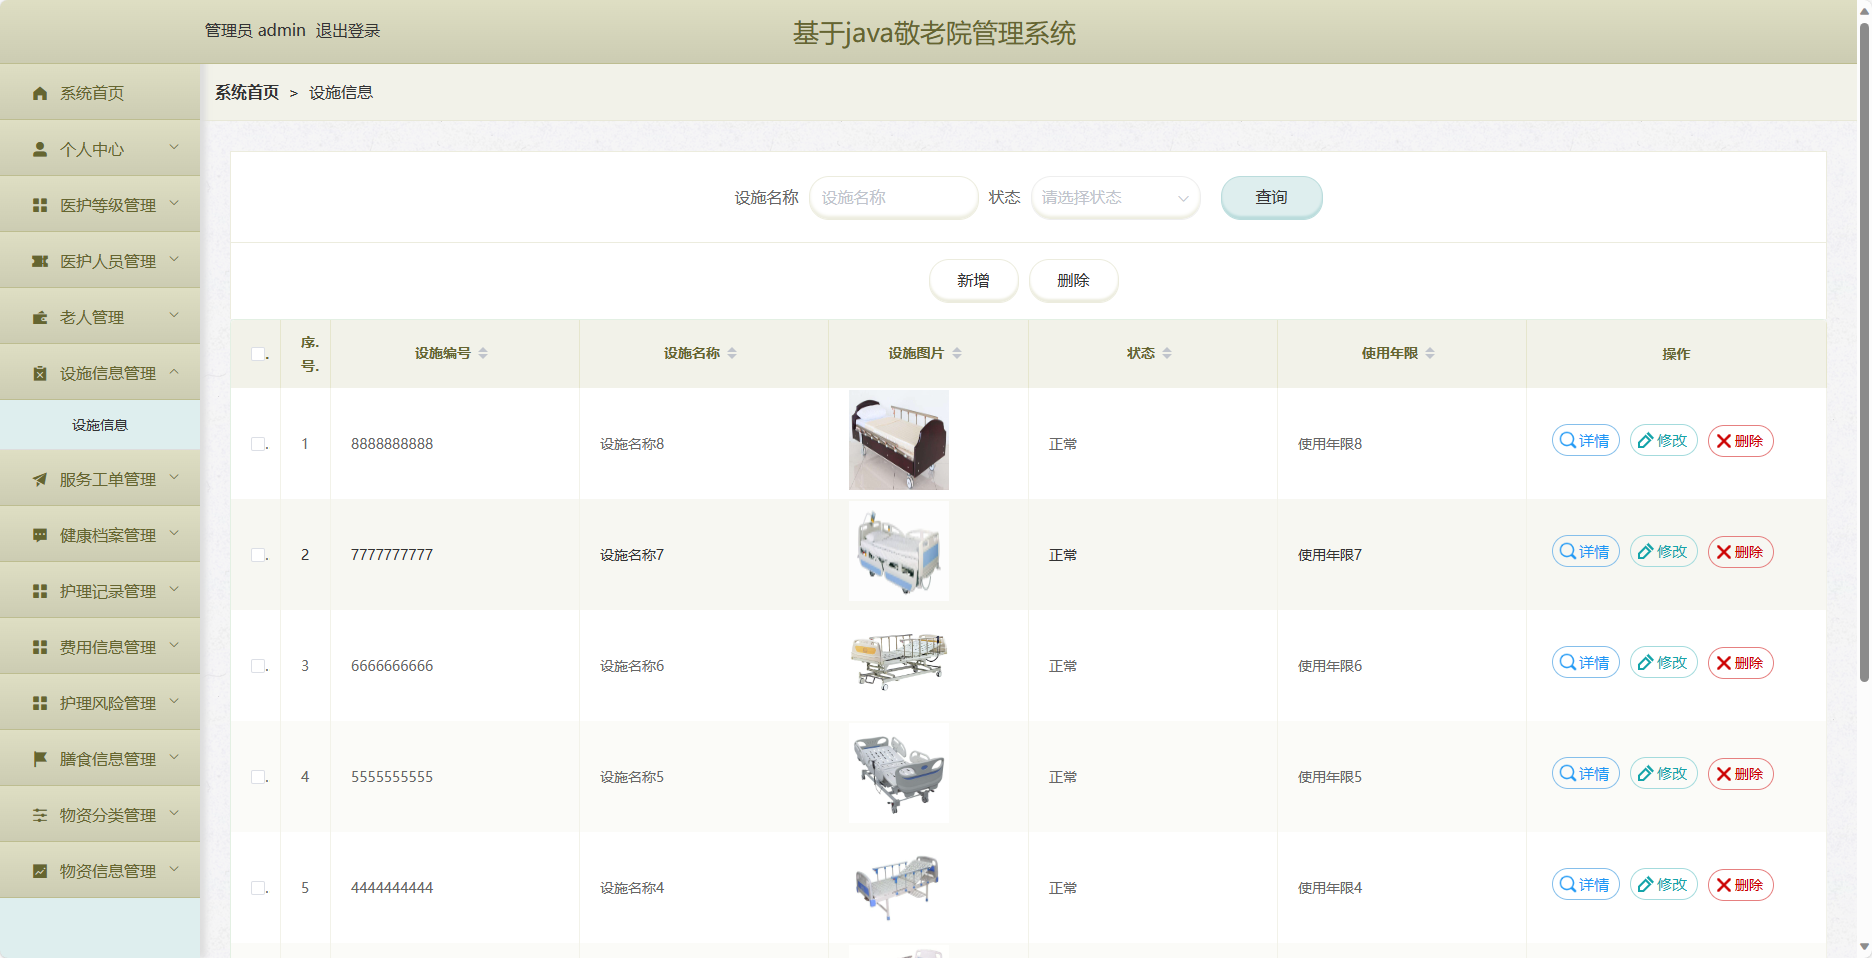 管理员 admin 退出登录
基于java敬老院管理系统
系统首页
个人中心
医护等级管理
医护人员管理
老人管理
设施信息管理
设施信息
服务工单管理
健康档案管理
护理记录管理
费用信息管理
护理风险管理
膳食信息管理
物资分类管理
物资信息管理
系统首页 > 设施信息
设施名称 设施名称 状态 请选择状态 查询
新增 删除
. 序号. 设施编号 设施名称 设施图片 状态 使用年限 操作
. 1 8888888888 设施名称8 正常 使用年限8 详情 修改 删除
. 2 7777777777 设施名称7 正常 使用年限7 详情 修改 删除
. 3 6666666666 设施名称6 正常 使用年限6 详情 修改 删除
. 4 5555555555 设施名称5 正常 使用年限5 详情 修改 删除
. 5 4444444444 设施名称4 正常 使用年限4 详情 修改 删除